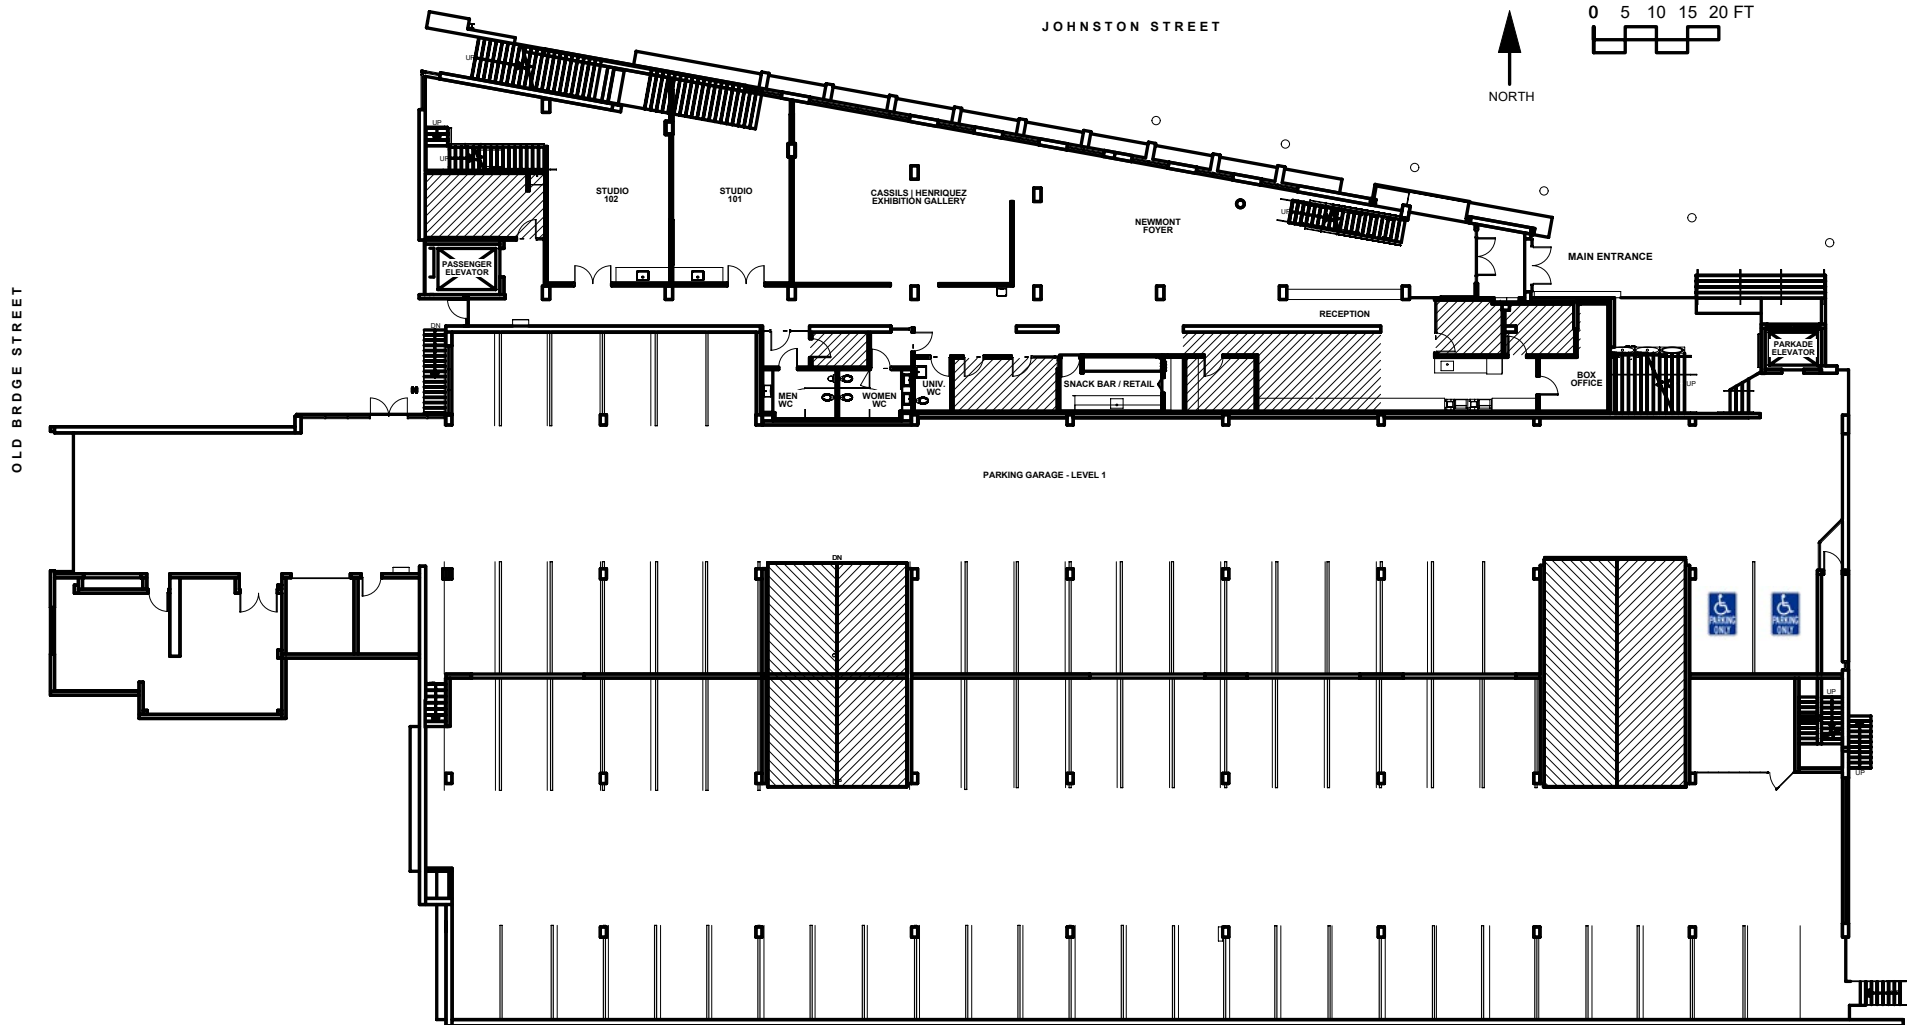 JOHNSTON STREET
0 5 10 15 20 FT
NORTH
UP
UP
UP
STUDIO
102
STUDIO
101
CASSILS | HENRIQUEZ
EXHIBITION GALLERY
NEWMONT
FOYER
UP
MAIN ENTRANCE
PASSENGER
ELEVATOR
OLD BRDGE STREET
DN
RECEPTION
PARKADE
ELEVATOR
MEN
WC
WOMEN
WC
UNIV.
WC
SNACK BAR / RETAIL
BOX
OFFICE
UP
PARKING GARAGE - LEVEL 1
DN
PARKING
ONLY
PARKING
ONLY
UP
UP
UP